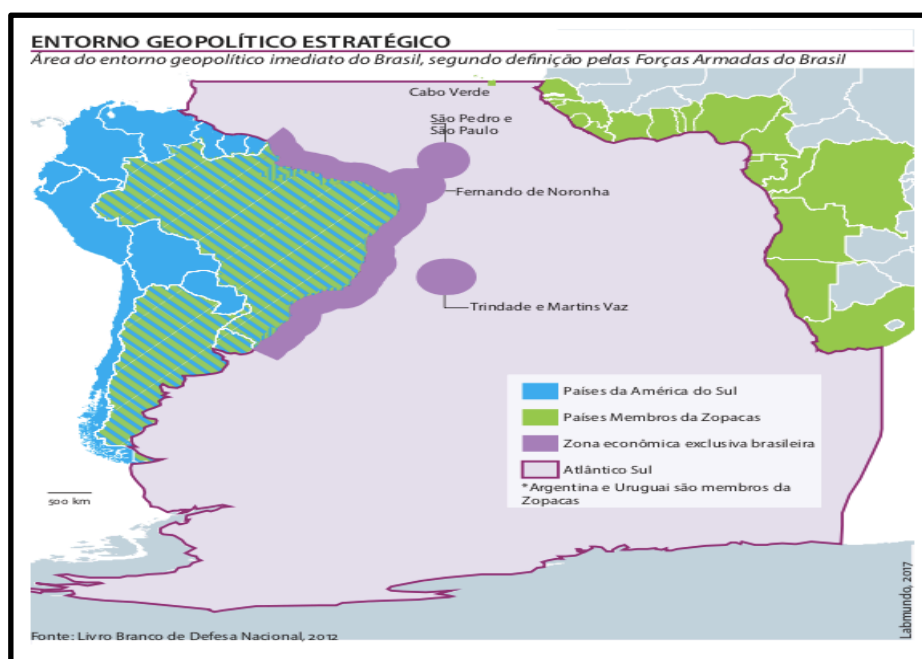 ENTORNO GEOPOLÍTICO ESTRATÉGICO
Área do entorno geopolítico imediato do Brasil, segundo definição pelas Forças Armadas do Brasil
Cabo Verde
São Pedro e
São Paulo
Fernando de Noronha
Trindade e Martins Vaz
Países da América do Sul
Países Membros da Zopacas
Zona econômica exclusiva brasileira
Atlântico Sul
*Argentina e Uruguai são membros da
Zopacas
500 km
Labmundo, 2017
Fonte: Livro Branco de Defesa Nacional, 2012